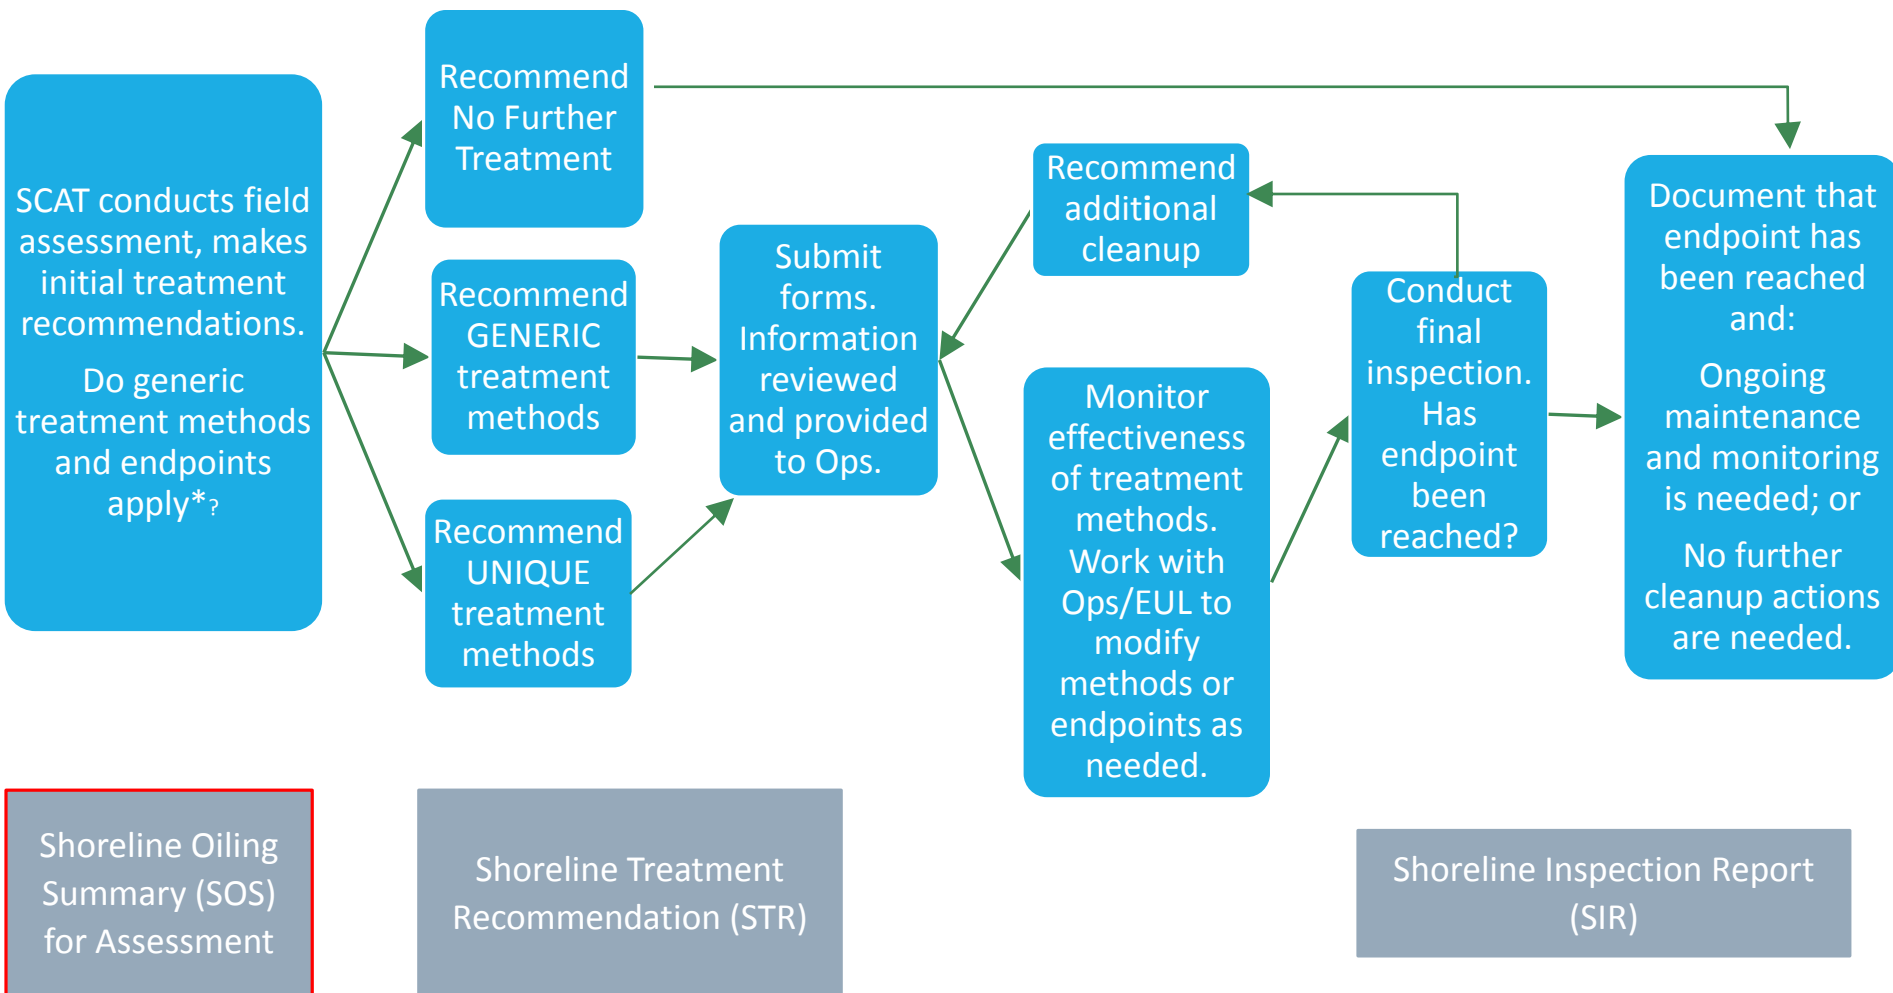 SCAT conducts field
assessment, makes
initial treatment
recommendations.
Do generic
treatment methods
and endpoints
apply*?
Recommend
No Further
Treatment
Recommend
GENERIC
treatment
methods
Recommend
UNIQUE
treatment
methods
Submit
forms.
Information
reviewed
and provided
to Ops.
Recommend
additional
cleanup
Monitor
effectiveness
of treatment
methods.
Work with
Ops/EUL to
modify
methods or
endpoints as
needed.
Conduct
final
inspection.
Has
endpoint
been
reached?
Document that
endpoint has
been reached
and:
Ongoing
maintenance
and monitoring
is needed; or
No further
cleanup actions
are needed.
Shoreline Oiling
Summary (SOS)
for Assessment
Shoreline Treatment
Recommendation (STR)
Shoreline Inspection Report
(SIR)